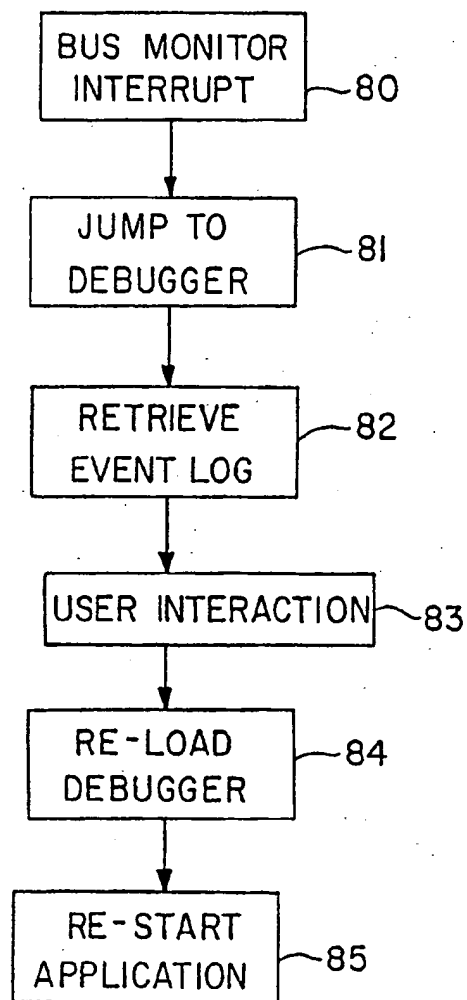 BUS MONITOR
INTERRUPT
80
JUMP TO
DEBUGGER
81
RETRIEVE
EVENT LOG
82
USER INTERACTION
83
RE-LOAD
DEBUGGER
84
RE-START
APPLICATION
85